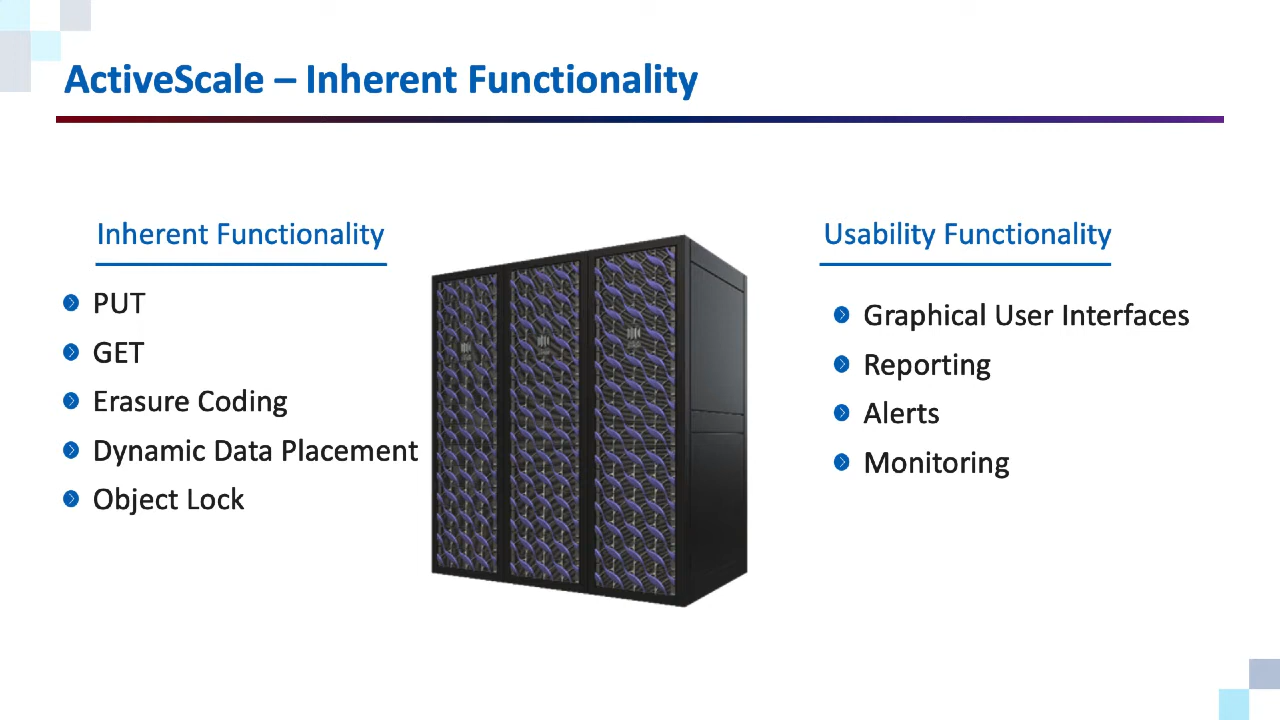 ActiveScale – Inherent Functionality
Inherent Functionality
PUT
GET
Erasure Coding
Dynamic Data Placement
Object Lock
Usability Functionality
Graphical User Interfaces
Reporting
Alerts
Monitoring